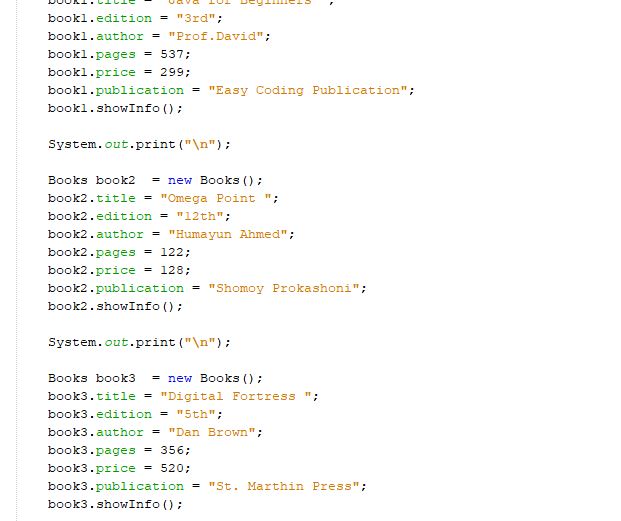 book1.title = "Java for Beginners ";
book1.edition = "3rd";
book1.author = "Prof.David";
book1.pages = 537;
book1.price = 299;
book1.publication = "Easy Coding Publication";
book1.showInfo();
System.out.print("\n");
Books book2  = new Books();
book2.title = "Omega Point ";
book2.edition = "12th";
book2.author = "Humayun Ahmed";
book2.pages = 122;
book2.price = 128;
book2.publication = "Shomoy Prokashoni";
book2.showInfo();
System.out.print("\n");
Books book3  = new Books();
book3.title = "Digital Fortress ";
book3.edition = "5th";
book3.author = "Dan Brown";
book3.pages = 356;
book3.price = 520;
book3.publication = "St. Marthin Press";
book3.showInfo();